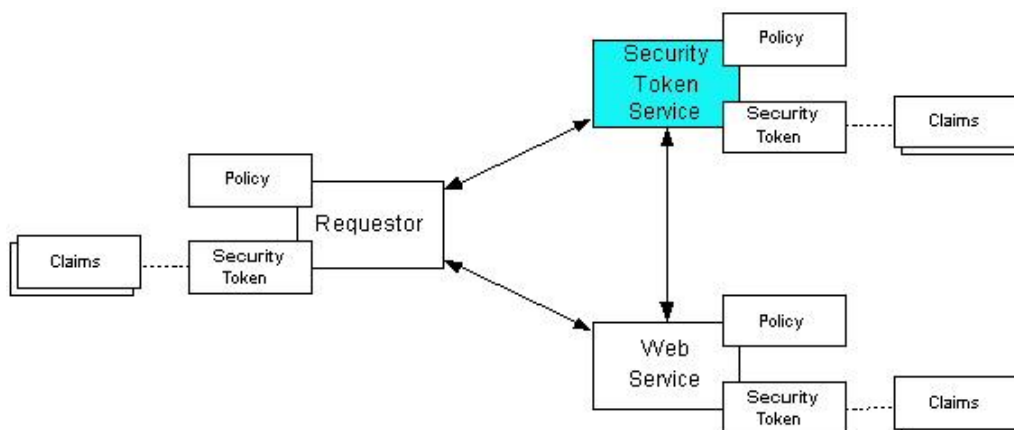 Policy
Security
Token
Service
Security
Token
Claims
Policy
Requestor
Claims
Security
Token
Policy
Web
Service
Security
Token
Claims